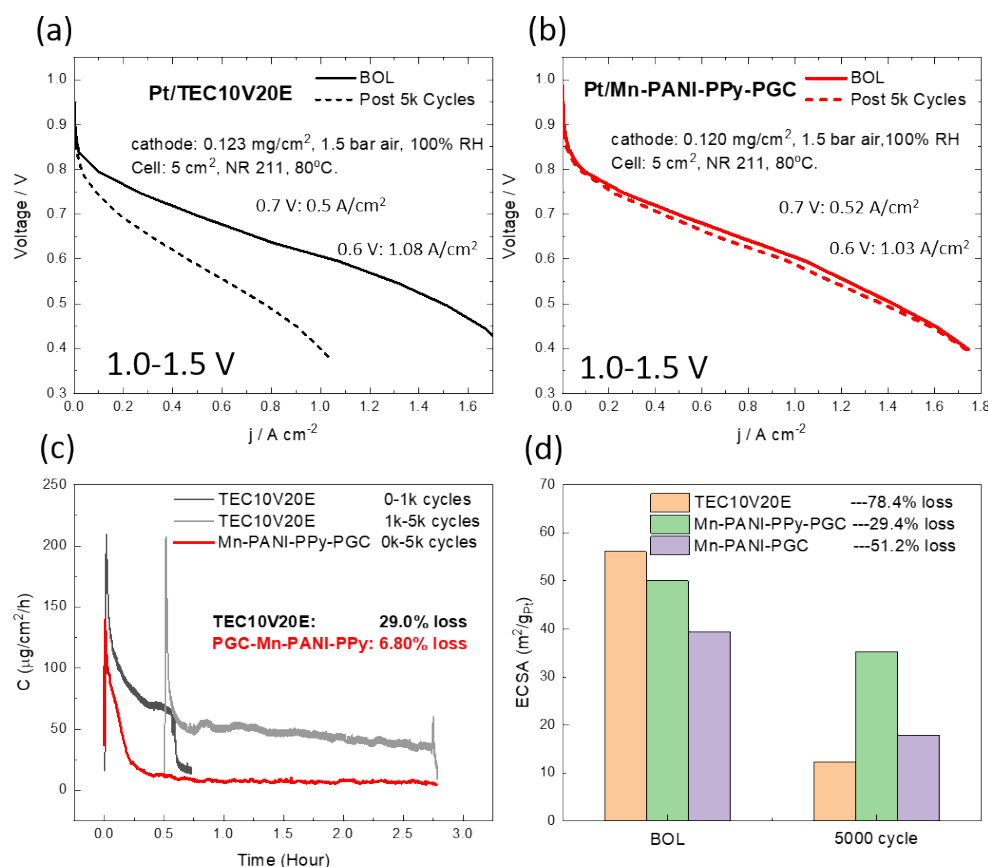 (a)
Pt/TEC10V20E
BOL
Post 5k Cycles
cathode: 0.123 mg/cm², 1.5 bar air, 100% RH
Cell: 5 cm², NR 211, 80ºC.
0.7 V: 0.5 A/cm²
0.6 V: 1.08 A/cm²
1.0-1.5 V
Voltage / V
1.0
0.9
0.8
0.7
0.6
0.5
0.4
0.3
0.0 0.2 0.4 0.6 0.8 1.0 1.2 1.4 1.6
j / A cm⁻²
(b)
Pt/Mn-PANI-PPy-PGC
BOL
Post 5k Cycles
cathode: 0.120 mg/cm², 1.5 bar air,100% RH
Cell: 5 cm², NR 211, 80ºC.
0.7 V: 0.52 A/cm²
0.6 V: 1.03 A/cm²
1.0-1.5 V
Voltage / V
1.0
0.9
0.8
0.7
0.6
0.5
0.4
0.3
0.0 0.2 0.4 0.6 0.8 1.0 1.2 1.4 1.6 1.8
j / A cm⁻²
(c)
TEC10V20E 0-1k cycles
TEC10V20E 1k-5k cycles
Mn-PANI-PPy-PGC 0k-5k cycles
TEC10V20E: 29.0% loss
PGC-Mn-PANI-PPy: 6.80% loss
C (µg/cm²/h)
250
200
150
100
50
0
0.0 0.5 1.0 1.5 2.0 2.5 3.0
Time (Hour)
(d)
TEC10V20E ---78.4% loss
Mn-PANI-PPy-PGC ---29.4% loss
Mn-PANI-PGC ---51.2% loss
ECSA (m²/gPt)
70
60
50
40
30
20
10
0
BOL 5000 cycle